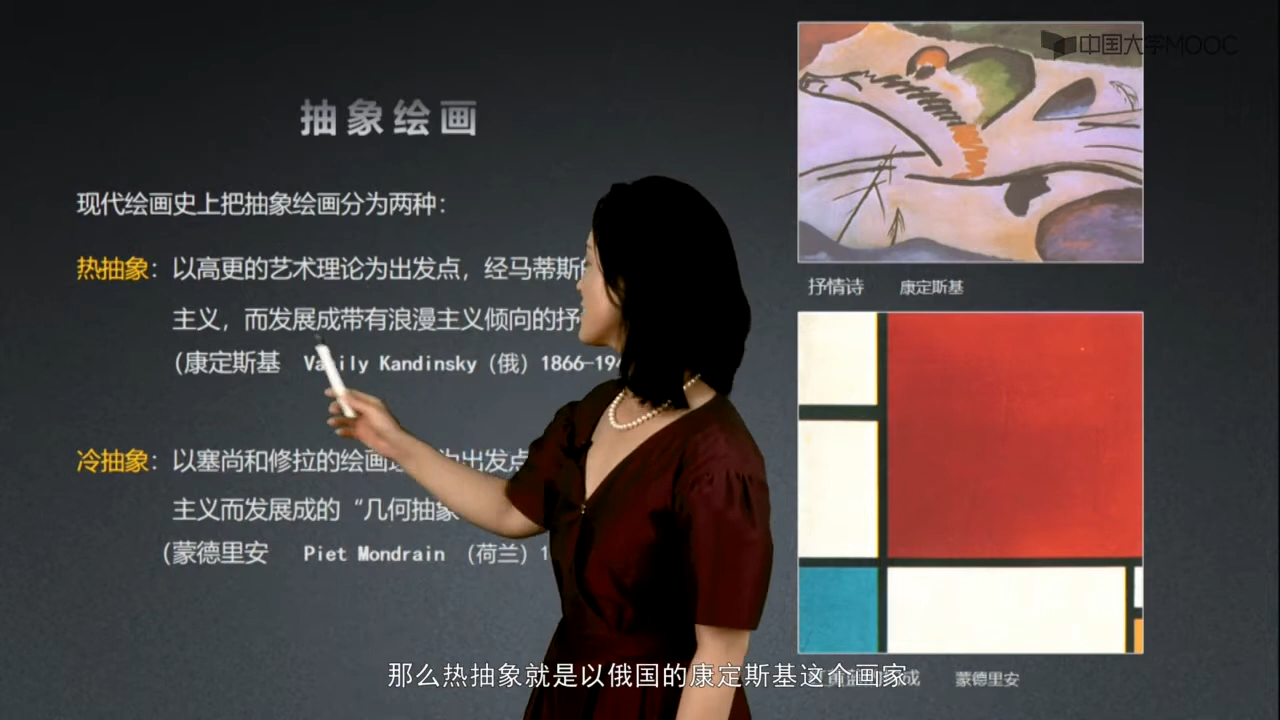 中国大学MOOC
抽象绘画
现代绘画史上把抽象绘画分为两种：
热抽象：以高更的艺术理论为出发点，经马蒂斯
主义，而发展成带有浪漫主义倾向的抒
（康定斯基 Kandinsky（俄）1866-19
抒情诗 康定斯基
冷抽象：以塞尚和修拉的绘画 出发点
主义而发展成的“几何抽象
（蒙德里安 Piet Mondrain （荷兰）1
那么热抽象就是以俄国的康定斯基这个画家
成 蒙德里安